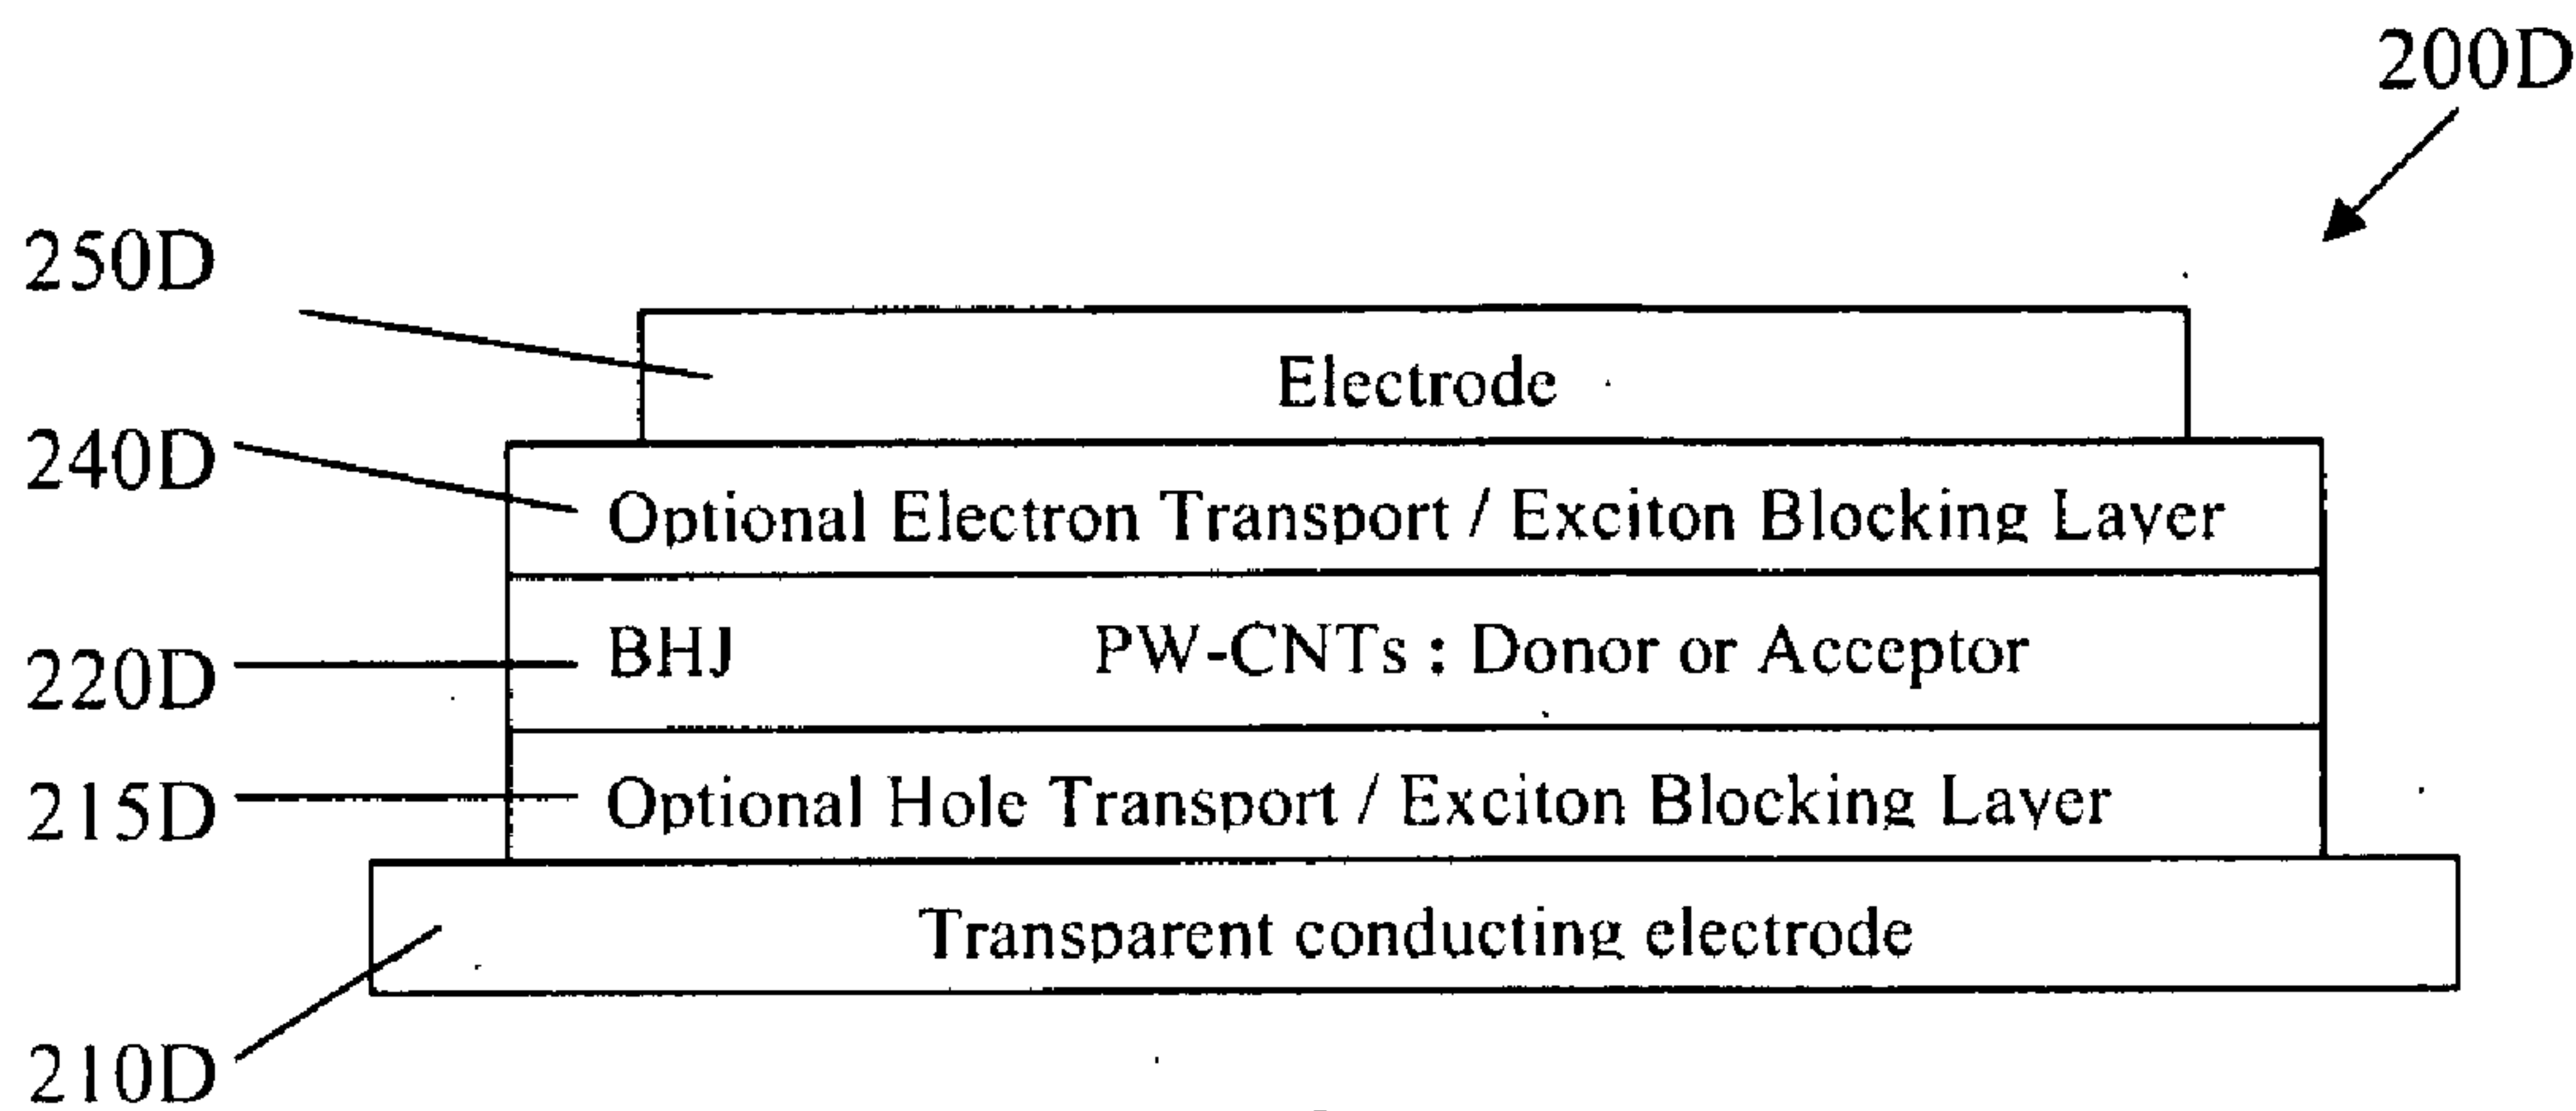 200D
250D
Electrode
240D
Optional Electron Transport / Exciton Blocking Layer
220D
BHJ PW-CNTs : Donor or Acceptor
215D
Optional Hole Transport / Exciton Blocking Layer
Transparent conducting electrode
210D